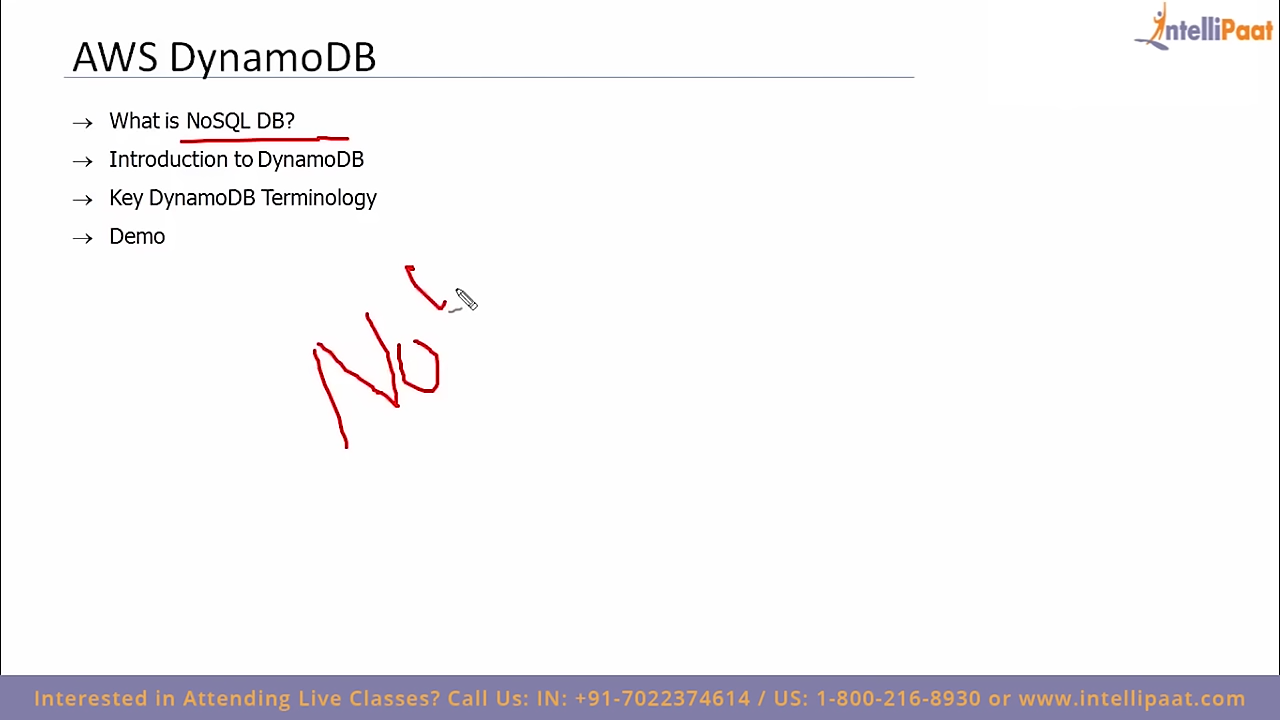 IntelliPaat
AWS DynamoDB
→ What is NoSQL DB?
→ Introduction to DynamoDB
→ Key DynamoDB Terminology
→ Demo
No
Interested in Attending Live Classes? Call Us: IN: +91-7022374614 / US: 1-800-216-8930 or www.intellipaat.com